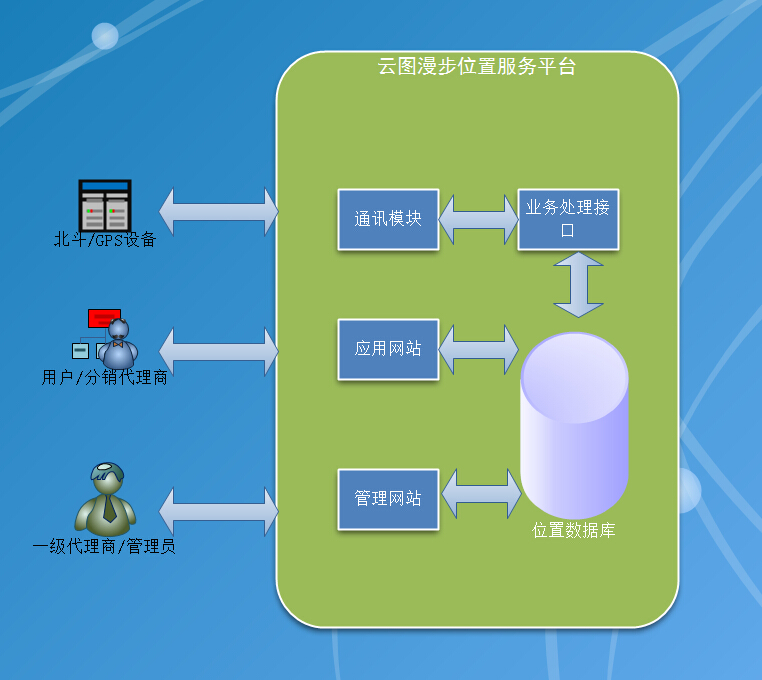 云图漫步位置服务平台
北斗/GPS设备
通讯模块
业务处理接
口
用户/分销代理商
应用网站
一级代理商/管理员
管理网站
位置数据库